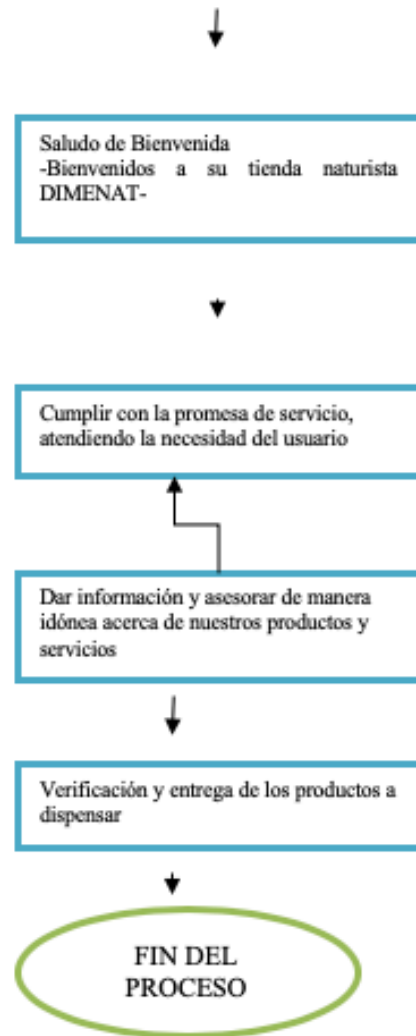 Saludo de Bienvenida
-Bienvenidos a su tienda naturista
DIMENAT-
Cumplir con la promesa de servicio,
atendiendo la necesidad del usuario
Dar información y asesorar de manera
idónea acerca de nuestros productos y
servicios
Verificación y entrega de los productos a
dispensar
FIN DEL
PROCESO